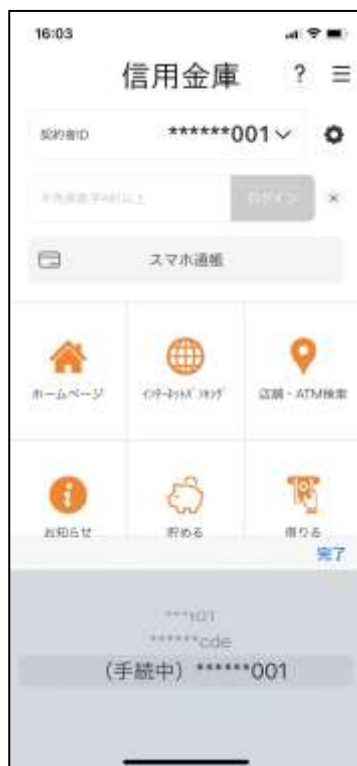 16:03
信用金庫 ?
契約者ID ******001
ログイン ×
スマホ通帳
ホームページ
インターネットバンキング
店舗・ATM検索
お知らせ
貯める
借りる
完了
***101
******cde
(手続中) ******001